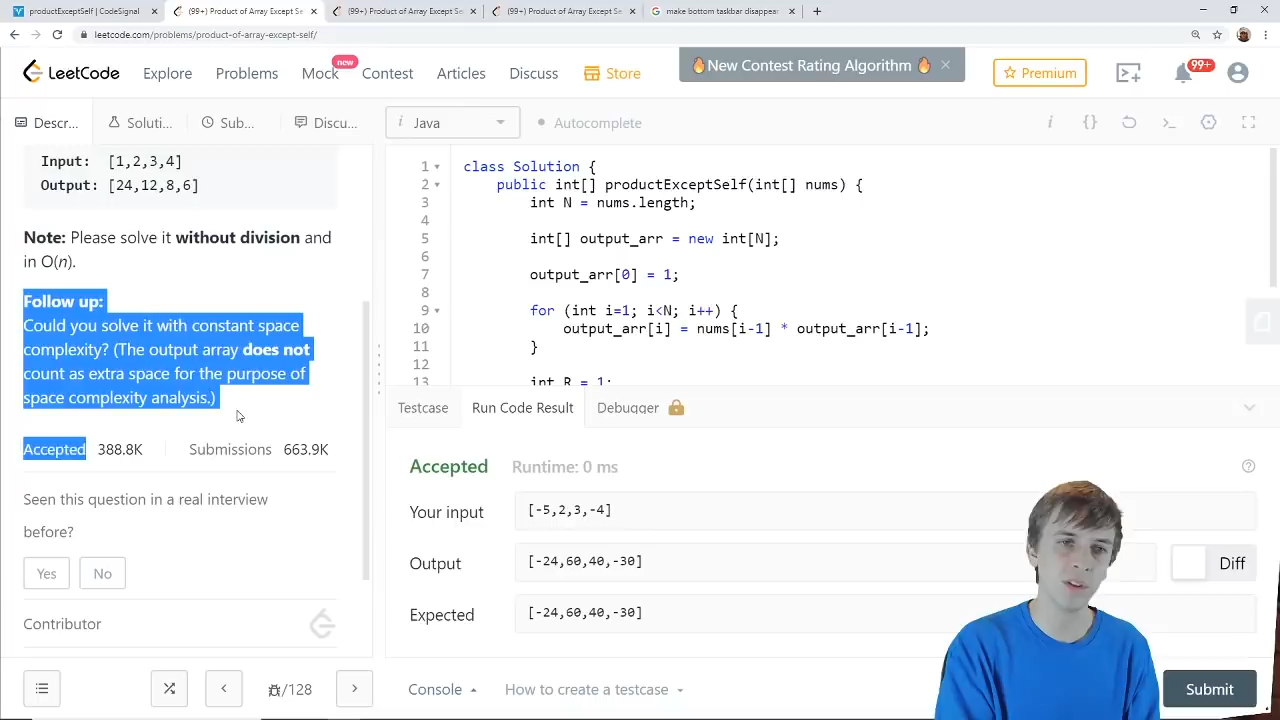 productExceptSelf | CodeSignal
(99+) Product of Array Except Se
(99+) Product of Array Except Sel
(99+) Product of Array Except Sel
make bottom taskbar disappear
leetcode.com/problems/product-of-array-except-self/
LeetCode
Explore
Problems
Mock
new
Contest
Articles
Discuss
Store
🔥New Contest Rating Algorithm 🔥 ×
Premium
99+
Descr...
Soluti...
Sub...
Discu...
i Java
Autocomplete
Input: [1,2,3,4]
Output: [24,12,8,6]
Note: Please solve it without division and
in O(n).
Follow up:
Could you solve it with constant space
complexity? (The output array does not
count as extra space for the purpose of
space complexity analysis.)
Accepted 388.8K
Submissions 663.9K
Seen this question in a real interview
before?
Yes
No
Contributor
/128
1 class Solution {
2 public int[] productExceptSelf(int[] nums) {
3 int N = nums.length;
4
5 int[] output_arr = new int[N];
6
7 output_arr[0] = 1;
8
9 for (int i=1; i<N; i++) {
10 output_arr[i] = nums[i-1] * output_arr[i-1];
11 }
12
13 int R = 1;
Testcase
Run Code Result
Debugger
Accepted Runtime: 0 ms
Your input [-5,2,3,-4]
Output [-24,60,40,-30]
Diff
Expected [-24,60,40,-30]
Console
How to create a testcase
Submit